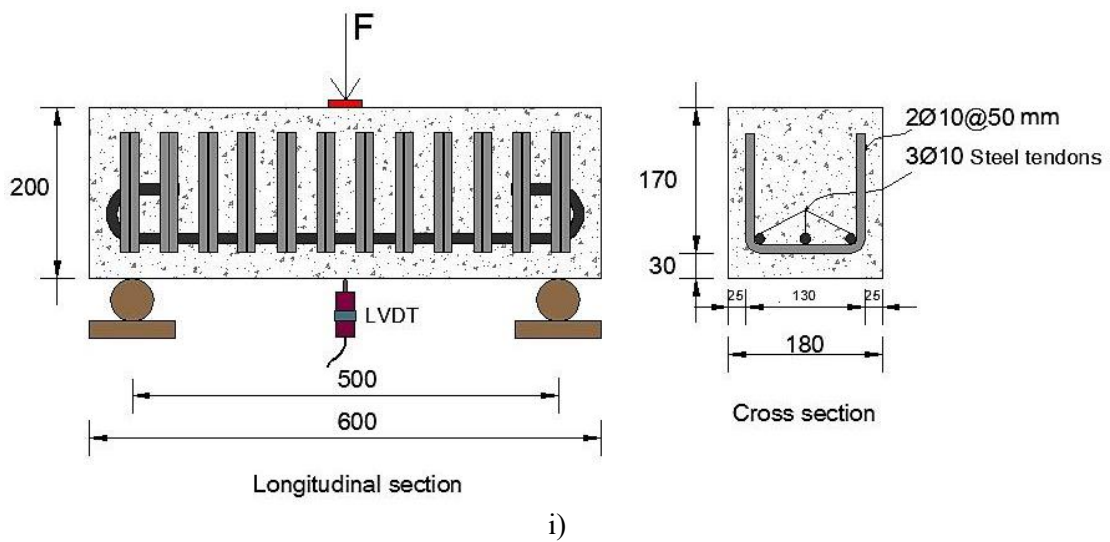 F
200
LVDT
500
600
Longitudinal section
2Ø10@50 mm
3Ø10 Steel tendons
170
30
25
130
25
180
Cross section
i)